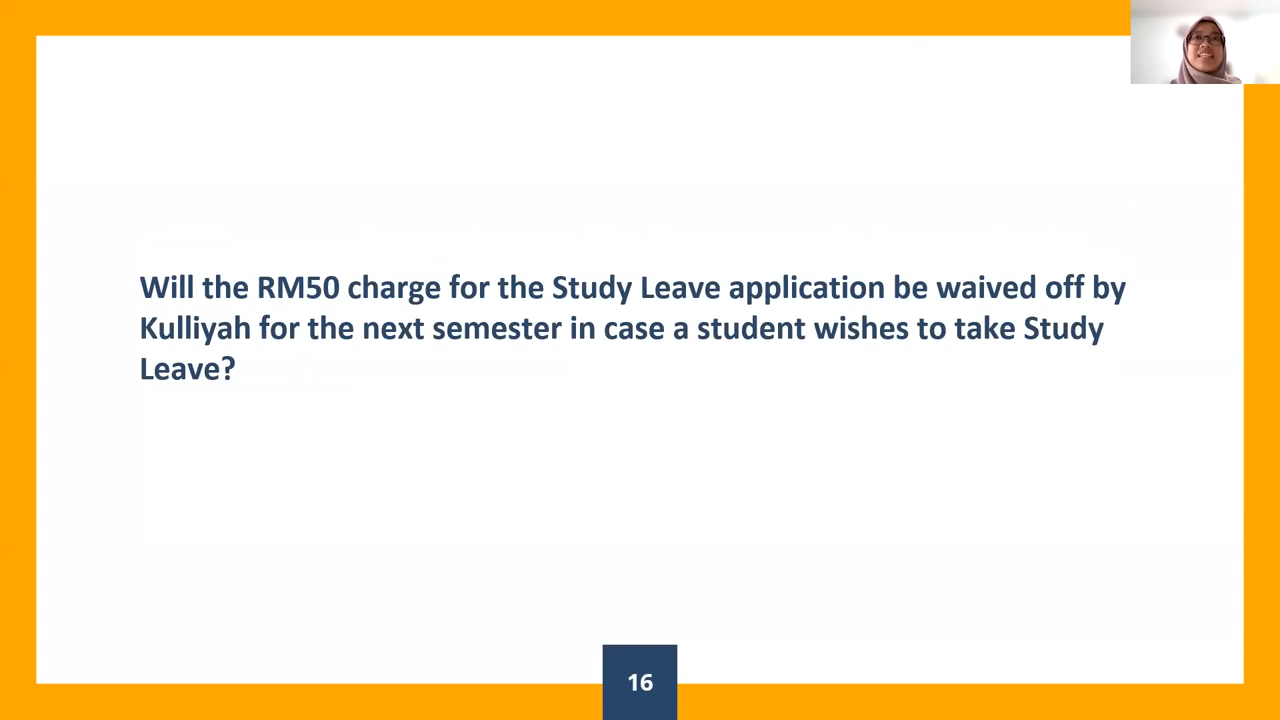 Will the RM50 charge for the Study Leave application be waived off by
Kulliyah for the next semester in case a student wishes to take Study
Leave?
16